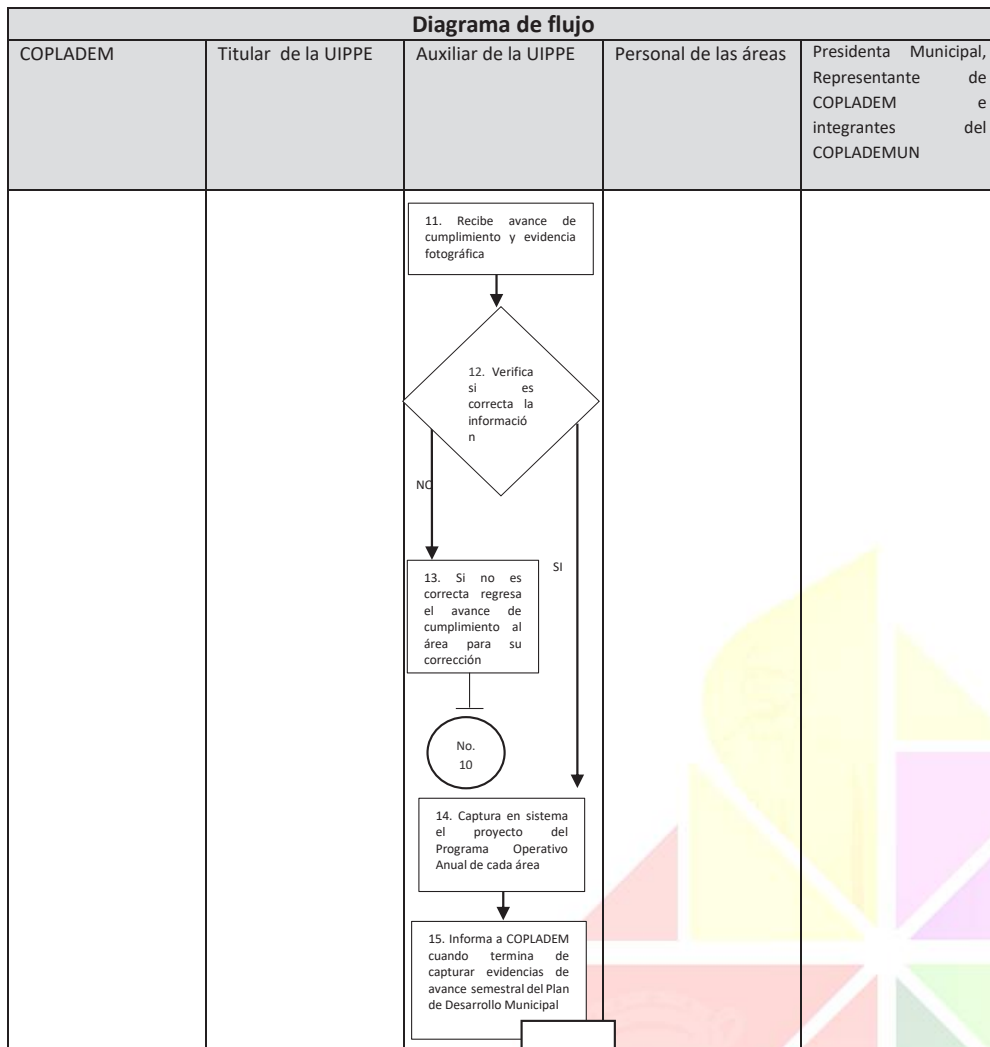 Diagrama de flujo
COPLADEM
Titular de la UIPPE
Auxiliar de la UIPPE
Personal de las áreas
Presidenta Municipal,
Representante de
COPLADEM e
integrantes del
COPLADEMUN
11. Recibe avance de
cumplimiento y evidencia
fotográfica
12. Verifica
si es
correcta la
informació
n
NO
SI
13. Si no es
correcta regresa
el avance de
cumplimiento al
área para su
corrección
No.
10
14. Captura en sistema
el proyecto del
Programa Operativo
Anual de cada área
15. Informa a COPLADEM
cuando termina de
capturar evidencias de
avance semestral del Plan
de Desarrollo Municipal